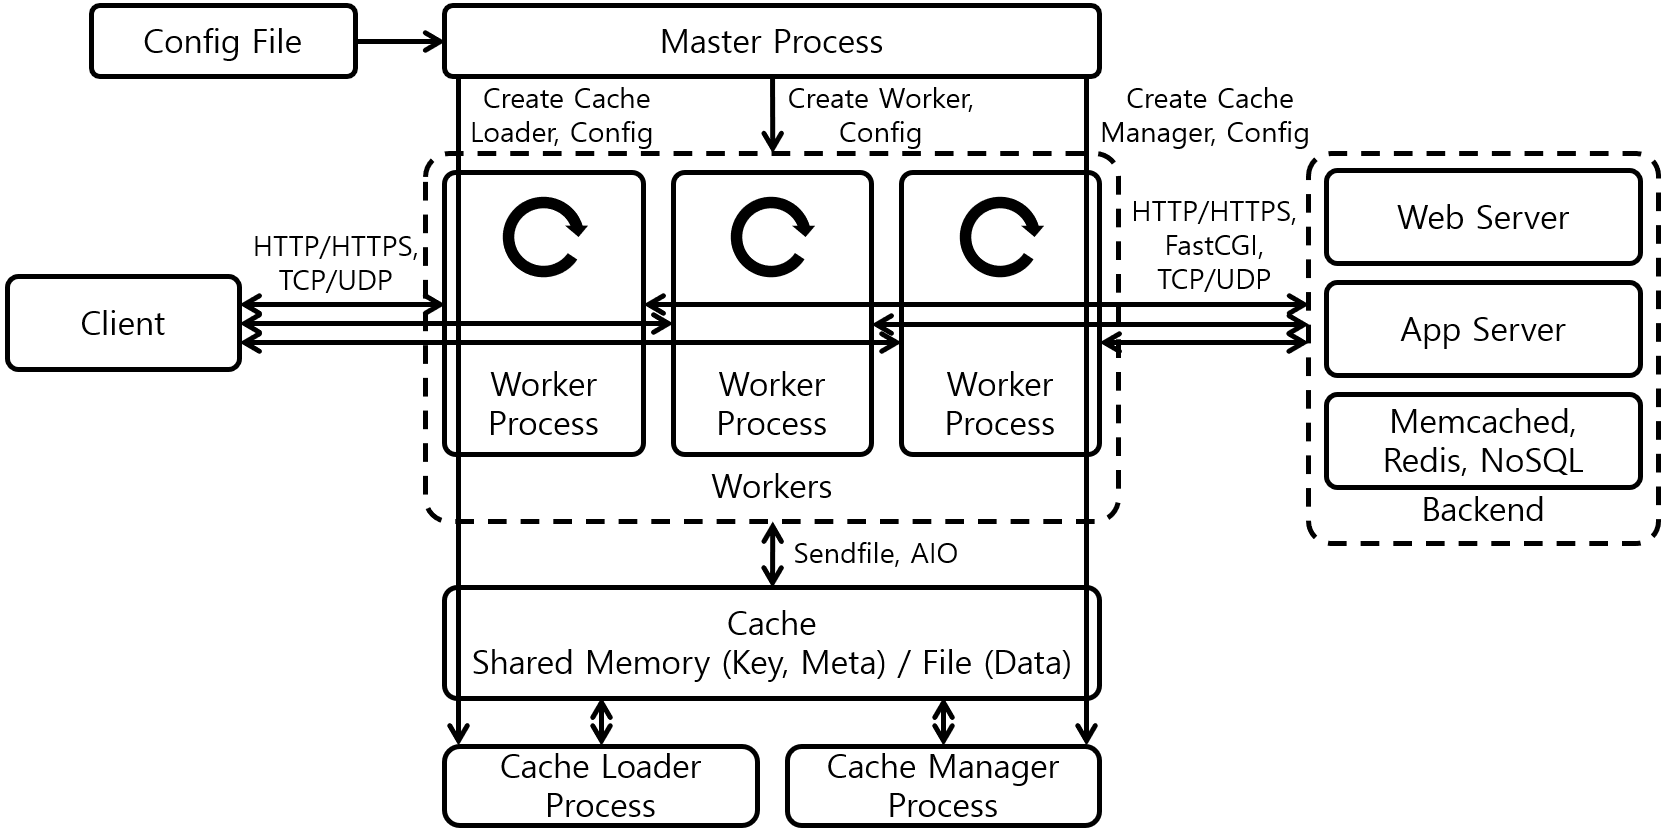 Config File
Master Process
Create Cache
Loader, Config
Create Worker,
Config
Create Cache
Manager, Config
HTTP/HTTPS,
TCP/UDP
Client
Worker
Process
Worker
Process
Worker
Process
Workers
HTTP/HTTPS,
FastCGI,
TCP/UDP
Web Server
App Server
Memcached,
Redis, NoSQL
Backend
Sendfile, AIO
Cache
Shared Memory (Key, Meta) / File (Data)
Cache Loader
Process
Cache Manager
Process